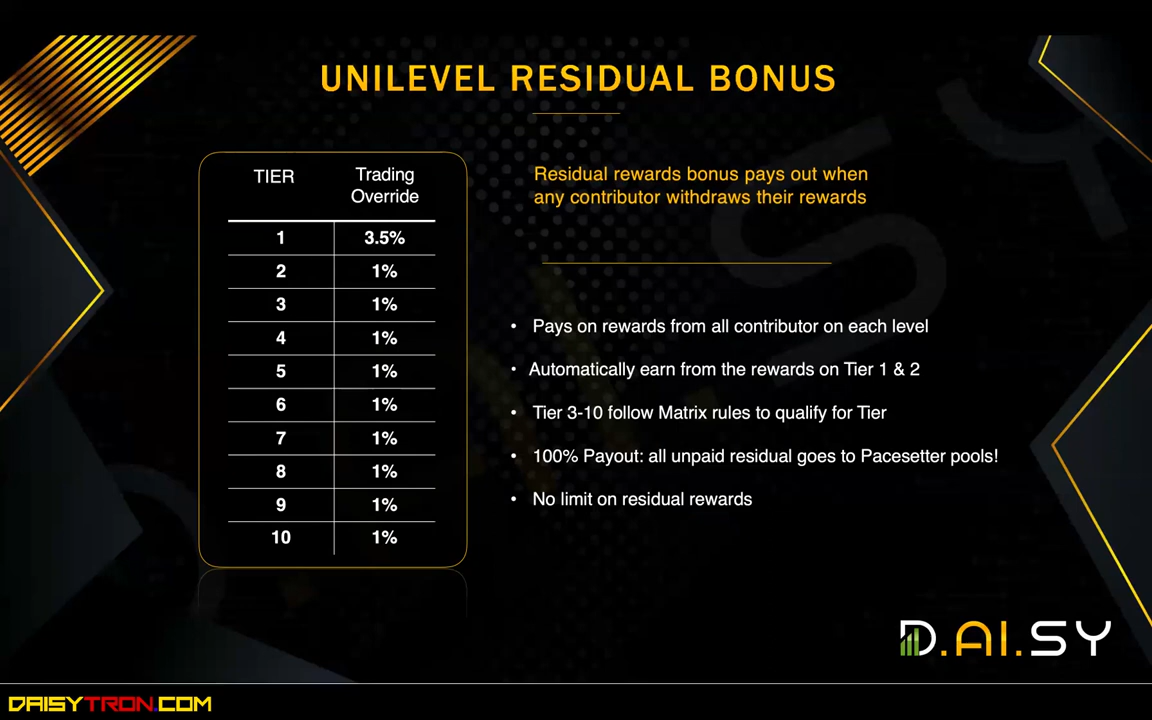 UNILEVEL RESIDUAL BONUS
TIER Trading Override
1 3.5%
2 1%
3 1%
4 1%
5 1%
6 1%
7 1%
8 1%
9 1%
10 1%
Residual rewards bonus pays out when
any contributor withdraws their rewards
• Pays on rewards from all contributor on each level
• Automatically earn from the rewards on Tier 1 & 2
• Tier 3-10 follow Matrix rules to qualify for Tier
• 100% Payout: all unpaid residual goes to Pacesetter pools!
• No limit on residual rewards
D.AI.SY
DAISYTRON.COM